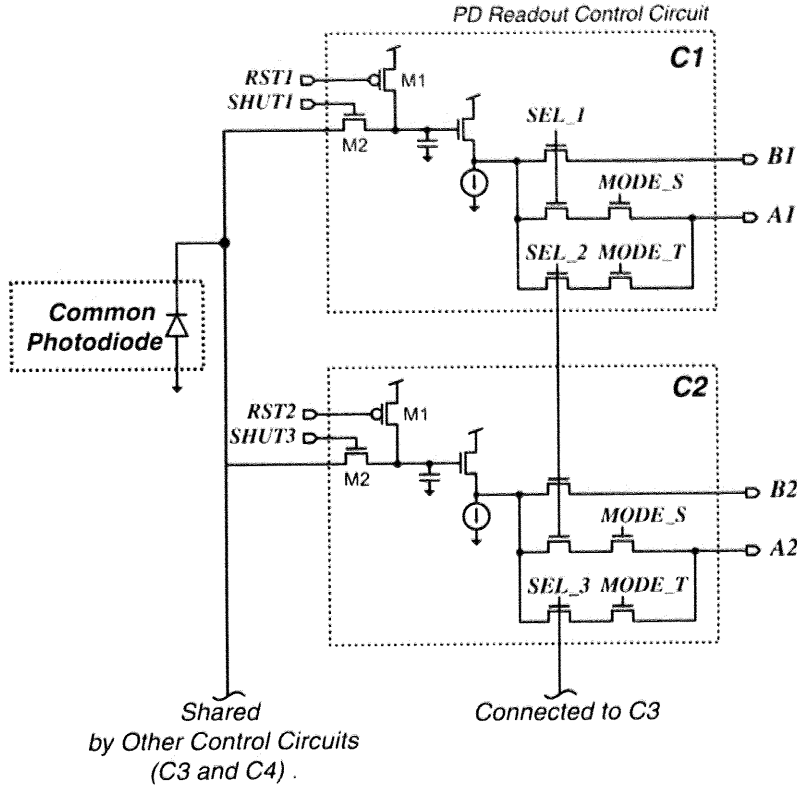 PD Readout Control Circuit
C1
RST1
M1
SHUT1
M2
SEL_1
B1
MODE_S
A1
SEL_2 MODE_T
Common
Photodiode
C2
RST2
M1
SHUT3
M2
B2
MODE_S
A2
SEL_3 MODE_T
Shared
by Other Control Circuits
(C3 and C4) .
Connected to C3